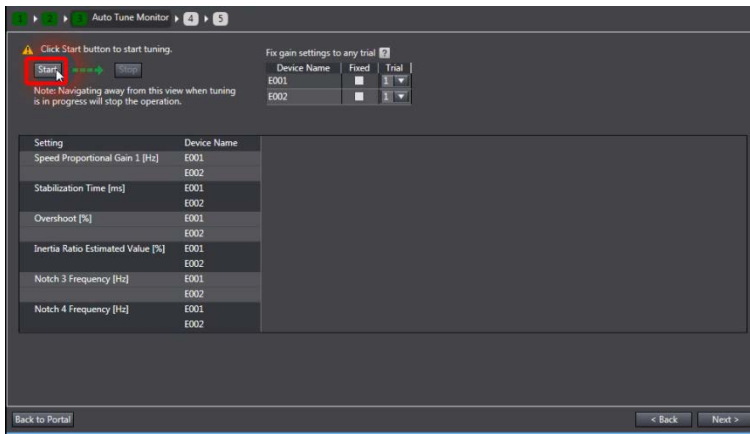 1 2 3 Auto Tune Monitor 4 5
Click Start button to start tuning.
Start Stop
Note: Navigating away from this view when tuning
is in progress will stop the operation.
Fix gain settings to any trial ?
Device Name Fixed Trial
E001 1
E002 1
Setting Device Name
Speed Proportional Gain 1 [Hz] E001
E002
Stabilization Time [ms] E001
E002
Overshoot [%] E001
E002
Inertia Ratio Estimated Value [%] E001
E002
Notch 3 Frequency [Hz] E001
E002
Notch 4 Frequency [Hz] E001
E002
Back to Portal < Back Next >